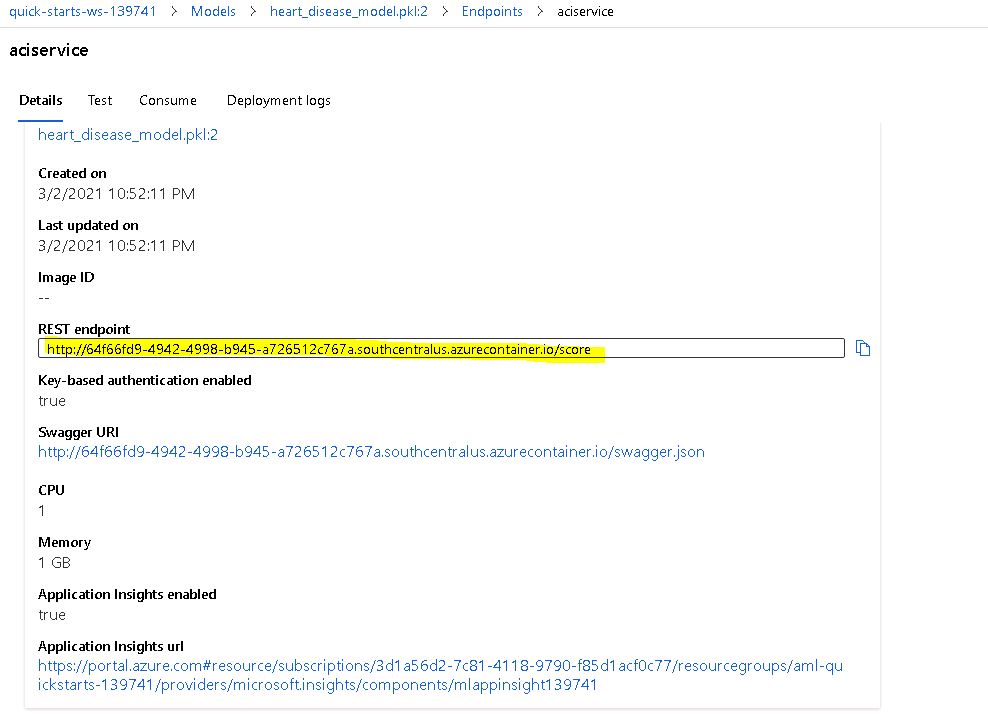 quick-starts-ws-139741 > Models > heart_disease_model.pkl:2 > Endpoints > aciservice
aciservice
Details Test Consume Deployment logs
heart_disease_model.pkl:2
Created on
3/2/2021 10:52:11 PM
Last updated on
3/2/2021 10:52:11 PM
Image ID
--
REST endpoint
http://64f66fd9-4942-4998-b945-a726512c767a.southcentralus.azurecontainer.io/score
Key-based authentication enabled
true
Swagger URI
http://64f66fd9-4942-4998-b945-a726512c767a.southcentralus.azurecontainer.io/swagger.json
CPU
1
Memory
1 GB
Application Insights enabled
true
Application Insights url
https://portal.azure.com#resource/subscriptions/3d1a56d2-7c81-4118-9790-f85d1acf0c77/resourcegroups/aml-qu
ickstarts-139741/providers/microsoft.insights/components/mlappinsight139741